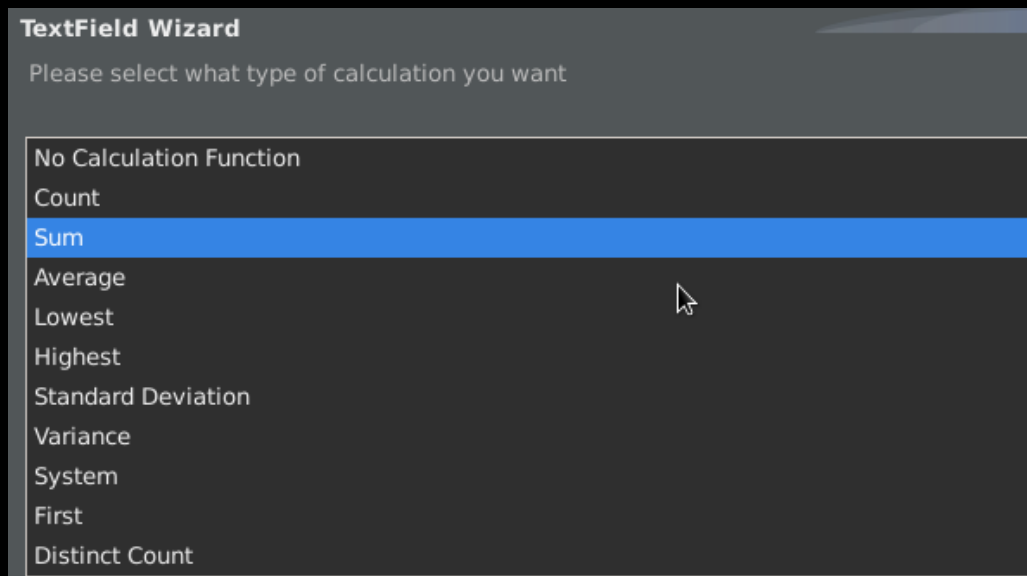 TextField Wizard
Please select what type of calculation you want
No Calculation Function
Count
Sum
Average
Lowest
Highest
Standard Deviation
Variance
System
First
Distinct Count